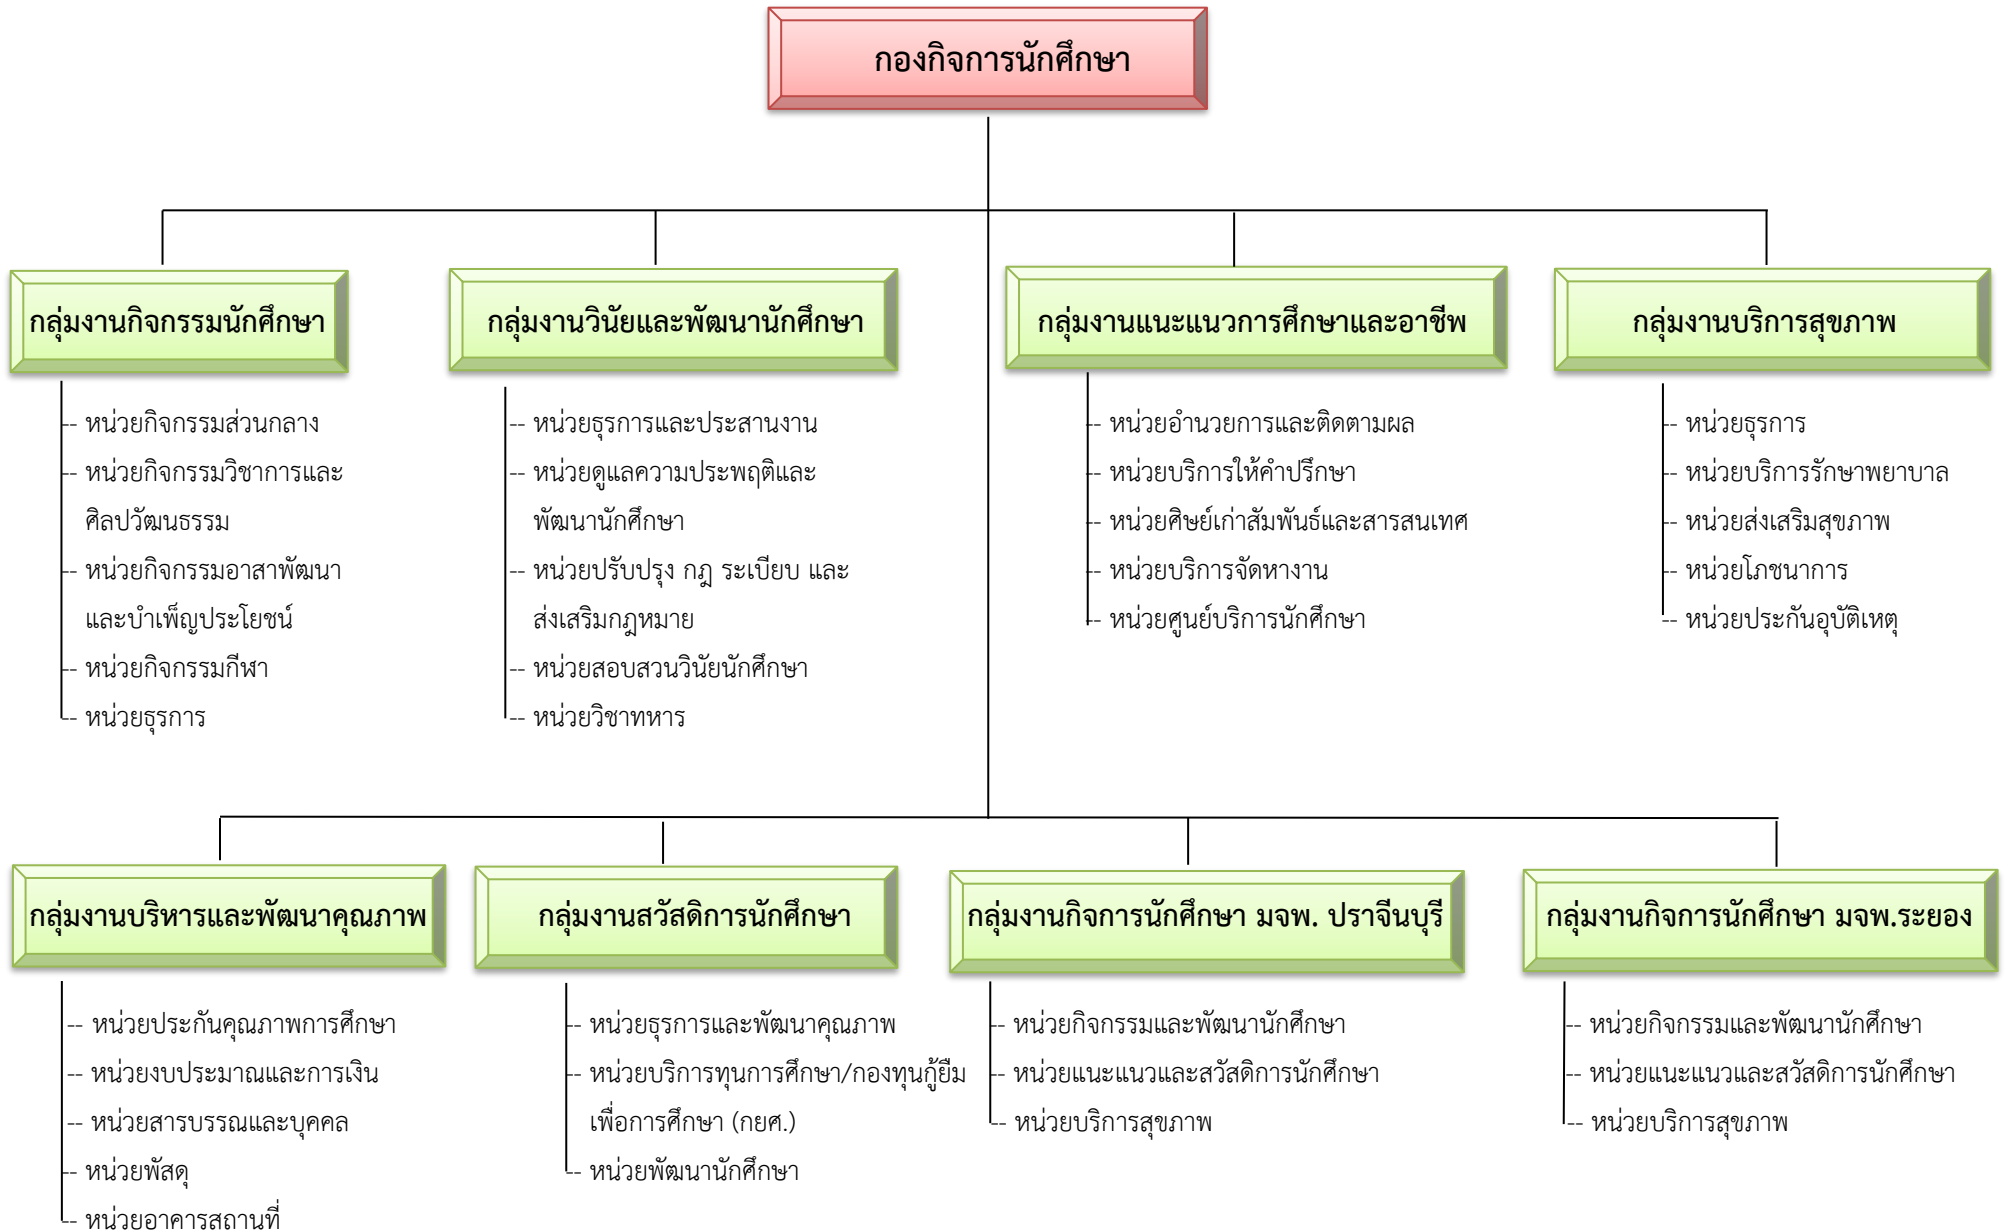 กองกิจการนักศึกษา
กลุ่มงานกิจกรรมนักศึกษา
-- หน่วยกิจกรรมส่วนกลาง
-- หน่วยกิจกรรมวิชาการและ
ศิลปวัฒนธรรม
-- หน่วยกิจกรรมอาสาพัฒนา
และบำเพ็ญประโยชน์
-- หน่วยกิจกรรมกีฬา
-- หน่วยธุรการ
กลุ่มงานวินัยและพัฒนานักศึกษา
-- หน่วยธุรการและประสานงาน
-- หน่วยดูแลความประพฤติและ
พัฒนานักศึกษา
-- หน่วยปรับปรุง กฎ ระเบียบ และ
ส่งเสริมกฎหมาย
-- หน่วยสอบสวนวินัยนักศึกษา
-- หน่วยวิชาทหาร
กลุ่มงานแนะแนวการศึกษาและอาชีพ
-- หน่วยอำนวยการและติดตามผล
-- หน่วยบริการให้คำปรึกษา
-- หน่วยศิษย์เก่าสัมพันธ์และสารสนเทศ
-- หน่วยบริการจัดหางาน
-- หน่วยศูนย์บริการนักศึกษา
กลุ่มงานบริการสุขภาพ
-- หน่วยธุรการ
-- หน่วยบริการรักษาพยาบาล
-- หน่วยส่งเสริมสุขภาพ
-- หน่วยโภชนาการ
-- หน่วยประกันอุบัติเหตุ
กลุ่มงานบริหารและพัฒนาคุณภาพ
-- หน่วยประกันคุณภาพการศึกษา
-- หน่วยงบประมาณและการเงิน
-- หน่วยสารบรรณและบุคคล
-- หน่วยพัสดุ
-- หน่วยอาคารสถานที่
กลุ่มงานสวัสดิการนักศึกษา
-- หน่วยธุรการและพัฒนาคุณภาพ
-- หน่วยบริการทุนการศึกษา/กองทุนกู้ยืม
เพื่อการศึกษา (กยศ.)
-- หน่วยพัฒนานักศึกษา
กลุ่มงานกิจการนักศึกษา มจพ. ปราจีนบุรี
-- หน่วยกิจกรรมและพัฒนานักศึกษา
-- หน่วยแนะแนวและสวัสดิการนักศึกษา
-- หน่วยบริการสุขภาพ
กลุ่มงานกิจการนักศึกษา มจพ.ระยอง
-- หน่วยกิจกรรมและพัฒนานักศึกษา
-- หน่วยแนะแนวและสวัสดิการนักศึกษา
-- หน่วยบริการสุขภาพ